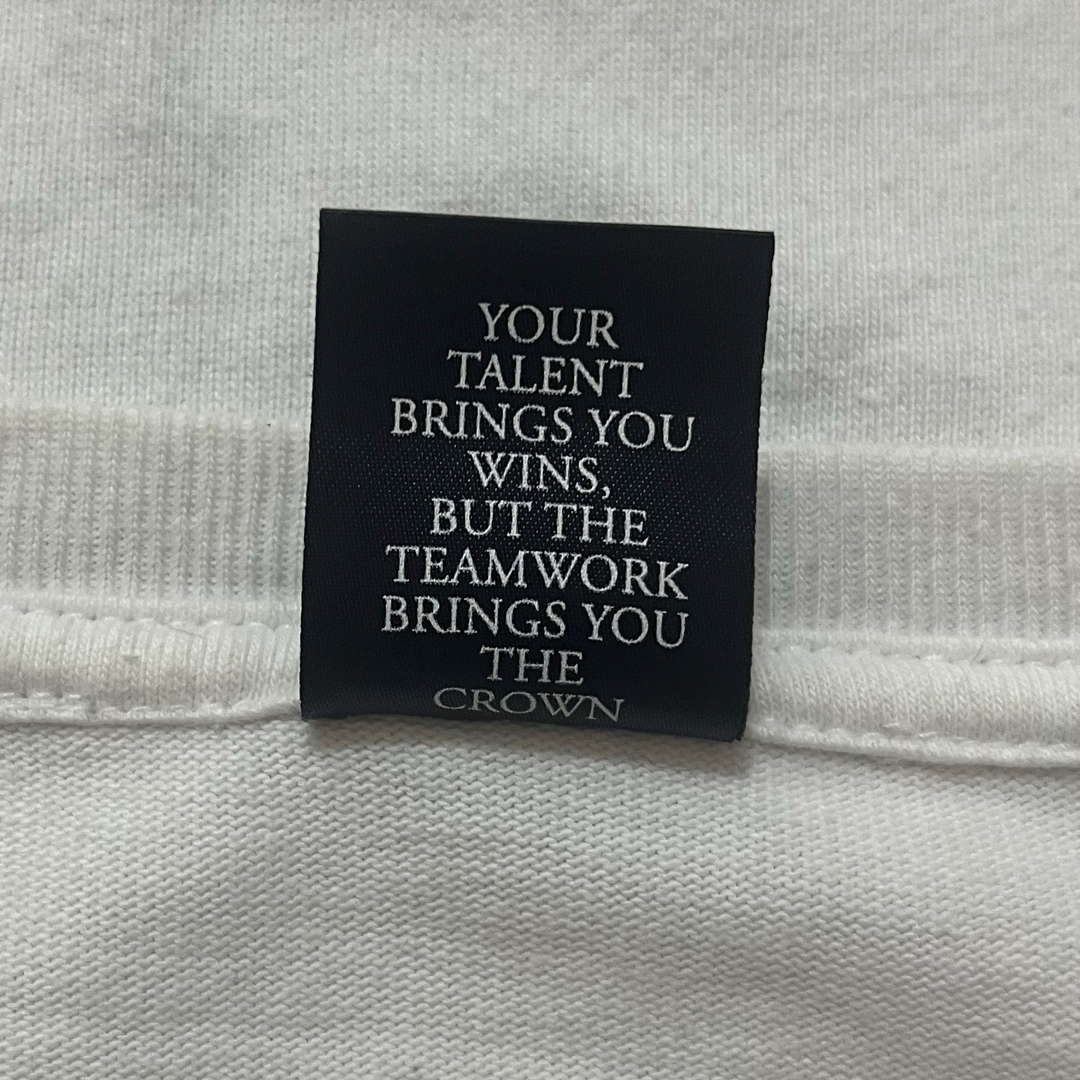 YOUR
TALENT
BRINGS YOU
WINS,
BUT THE
TEAMWORK
BRINGS YOU
THE
CROWN